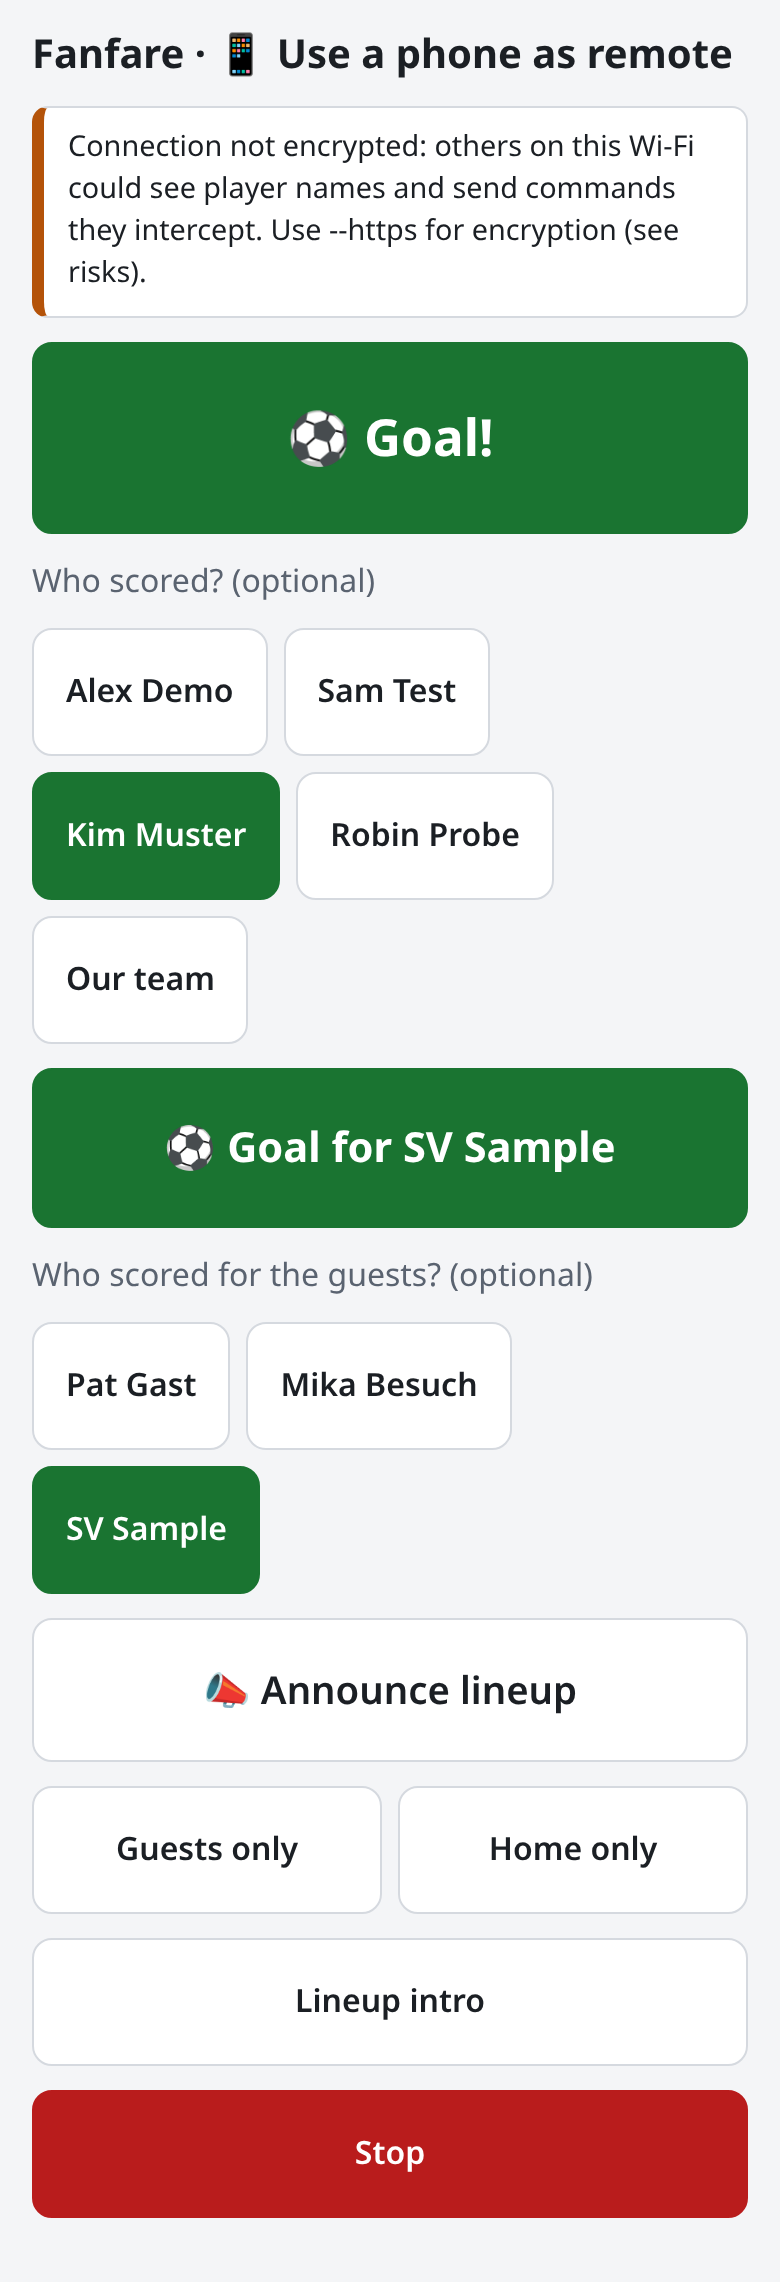 Fanfare · 📱 Use a phone as remote
Connection not encrypted: others on this Wi-Fi
could see player names and send commands
they intercept. Use --https for encryption (see
risks).
⚽ Goal!
Who scored? (optional)
Alex Demo
Sam Test
Kim Muster
Robin Probe
Our team
⚽ Goal for SV Sample
Who scored for the guests? (optional)
Pat Gast
Mika Besuch
SV Sample
📣 Announce lineup
Guests only
Home only
Lineup intro
Stop